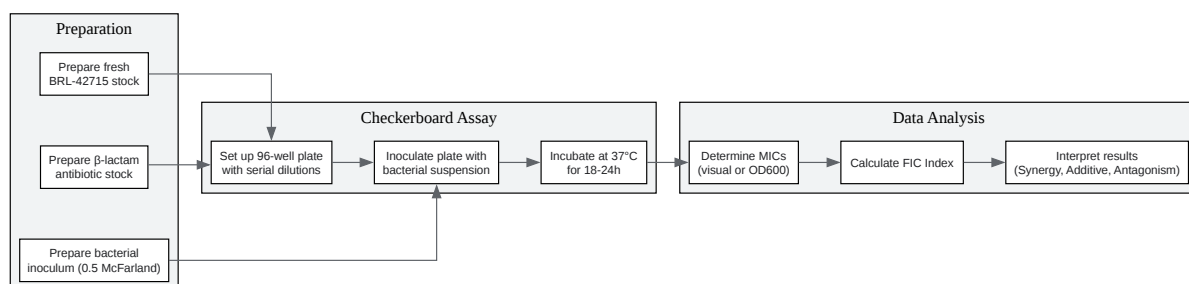 Preparation
Prepare fresh
BRL-42715 stock
Prepare β-lactam
antibiotic stock
Prepare bacterial
inoculum (0.5 McFarland)
Checkerboard Assay
Set up 96-well plate
with serial dilutions
Inoculate plate with
bacterial suspension
Incubate at 37°C
for 18-24h
Data Analysis
Determine MICs
(visual or OD600)
Calculate FIC Index
Interpret results
(Synergy, Additive, Antagonism)